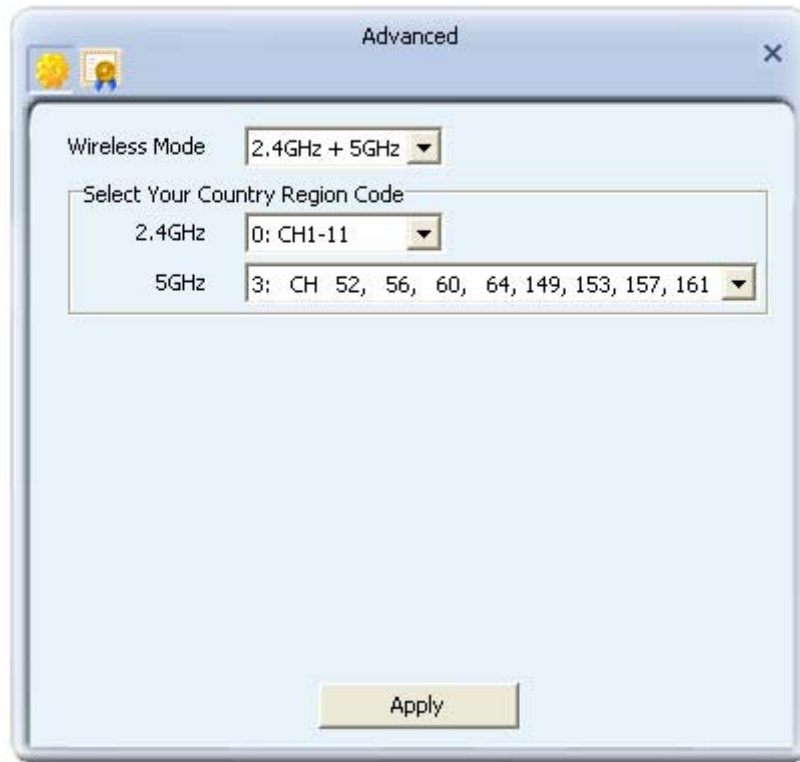 Advanced
Wireless Mode 2.4GHz + 5GHz
Select Your Country Region Code
2.4GHz 0: CH1-11
5GHz 3: CH 52, 56, 60, 64, 149, 153, 157, 161
Apply